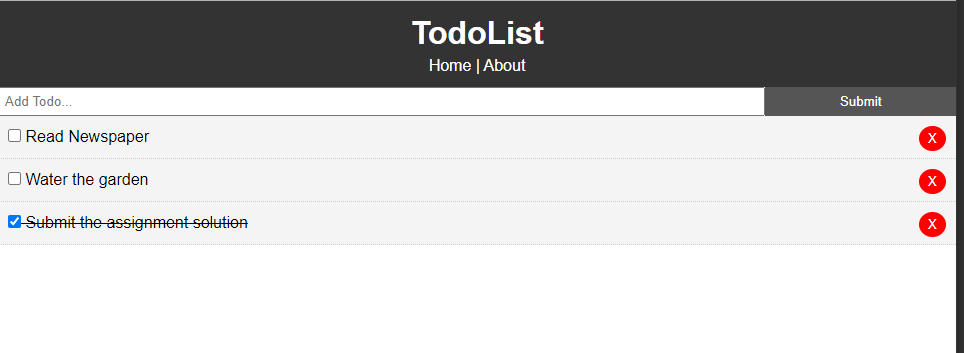 TodoList
Home | About
Add Todo...
Submit
Read Newspaper
X
Water the garden
X
Submit the assignment solution
X